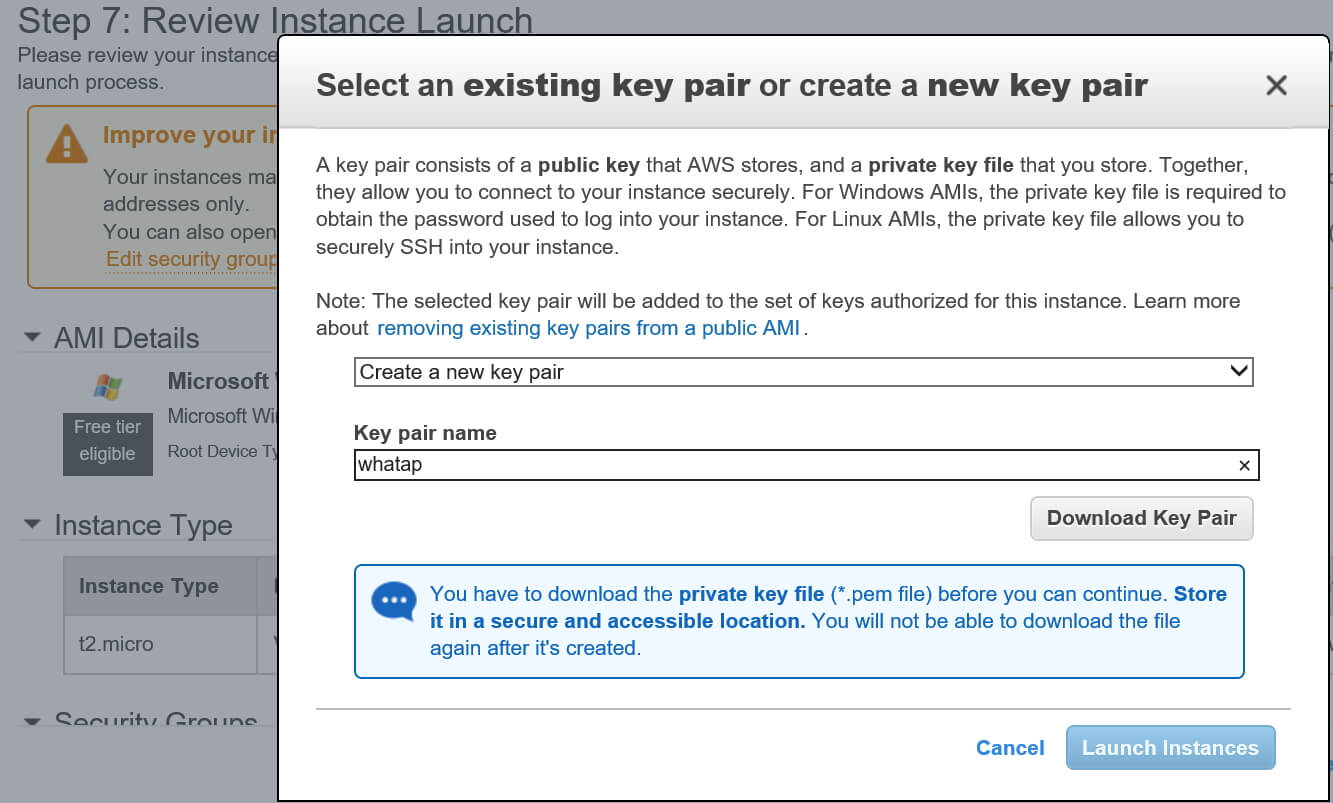 Step 7: Review Instance Launch
Please review your instance
launch process.
Improve your in
Your instances ma
addresses only.
You can also open
Edit security group
AMI Details
Microsoft
Free tier
eligible
Microsoft Wi
Root Device Ty
Instance Type
Instance Type
t2.micro
Security Groups
Select an existing key pair or create a new key pair
A key pair consists of a public key that AWS stores, and a private key file that you store. Together,
they allow you to connect to your instance securely. For Windows AMIs, the private key file is required to
obtain the password used to log into your instance. For Linux AMIs, the private key file allows you to
securely SSH into your instance.
Note: The selected key pair will be added to the set of keys authorized for this instance. Learn more
about removing existing key pairs from a public AMI .
Create a new key pair
Key pair name
whatap
Download Key Pair
You have to download the private key file (*.pem file) before you can continue. Store
it in a secure and accessible location. You will not be able to download the file
again after it's created.
Cancel
Launch Instances